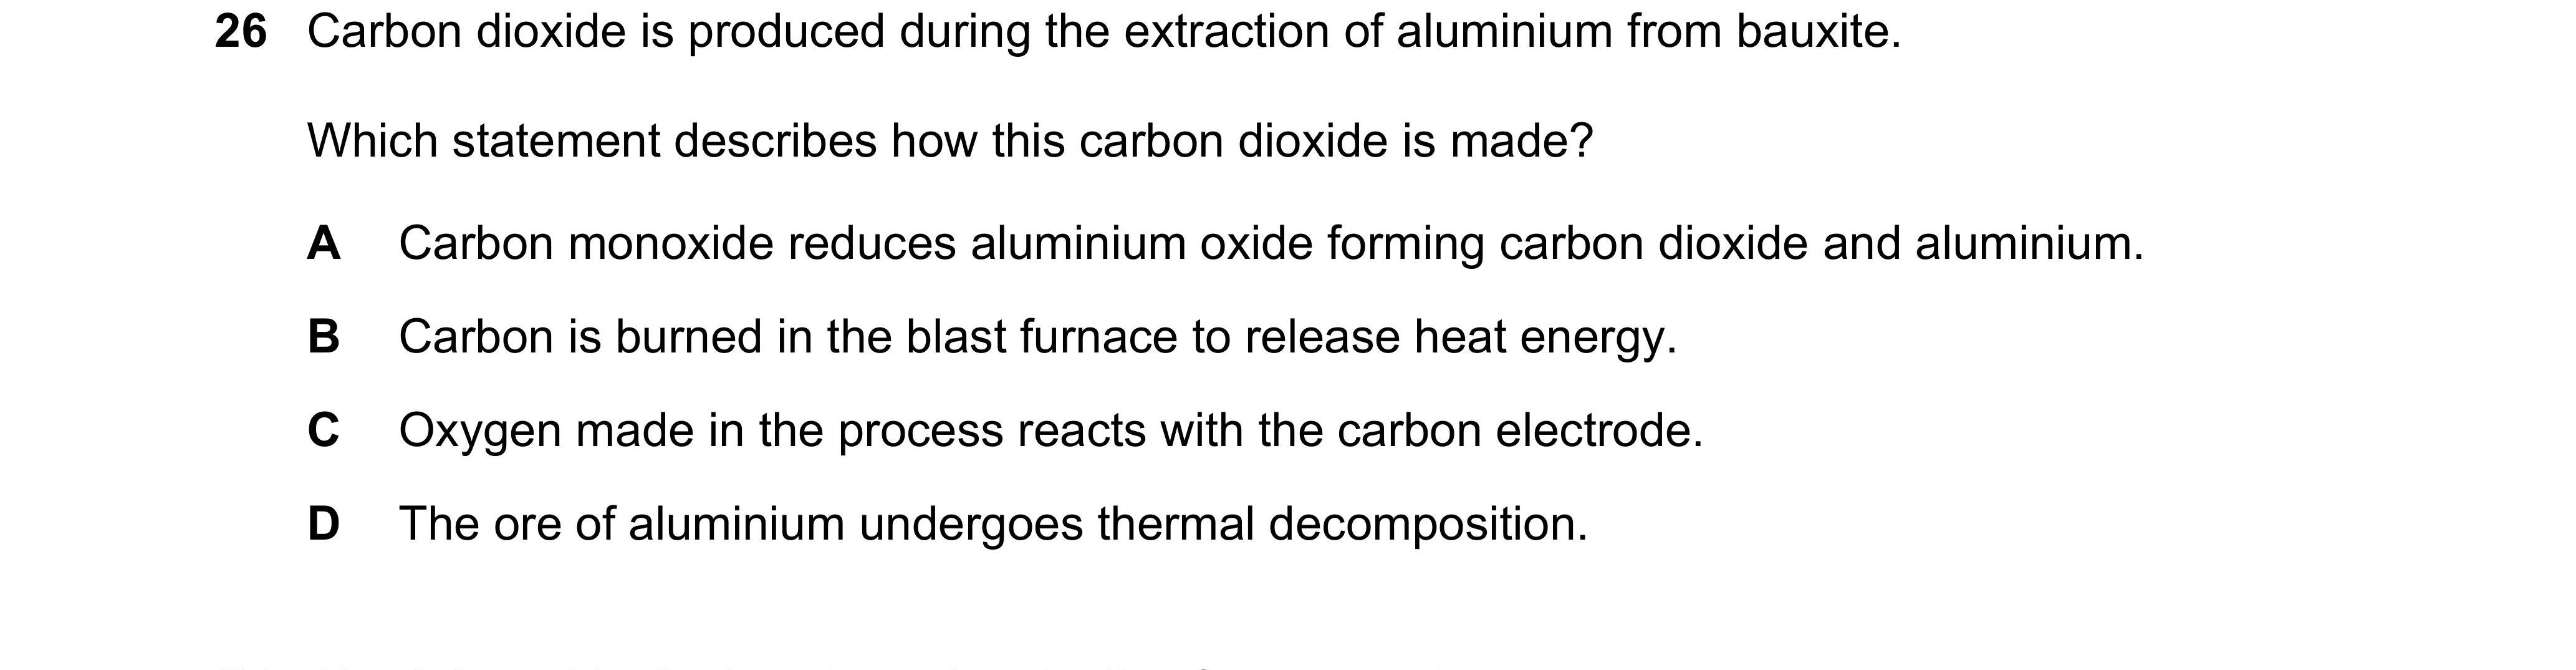 26 Carbon dioxide is produced during the extraction of aluminium from bauxite.
Which statement describes how this carbon dioxide is made?
A Carbon monoxide reduces aluminium oxide forming carbon dioxide and aluminium.
B Carbon is burned in the blast furnace to release heat energy.
C Oxygen made in the process reacts with the carbon electrode.
D The ore of aluminium undergoes thermal decomposition.